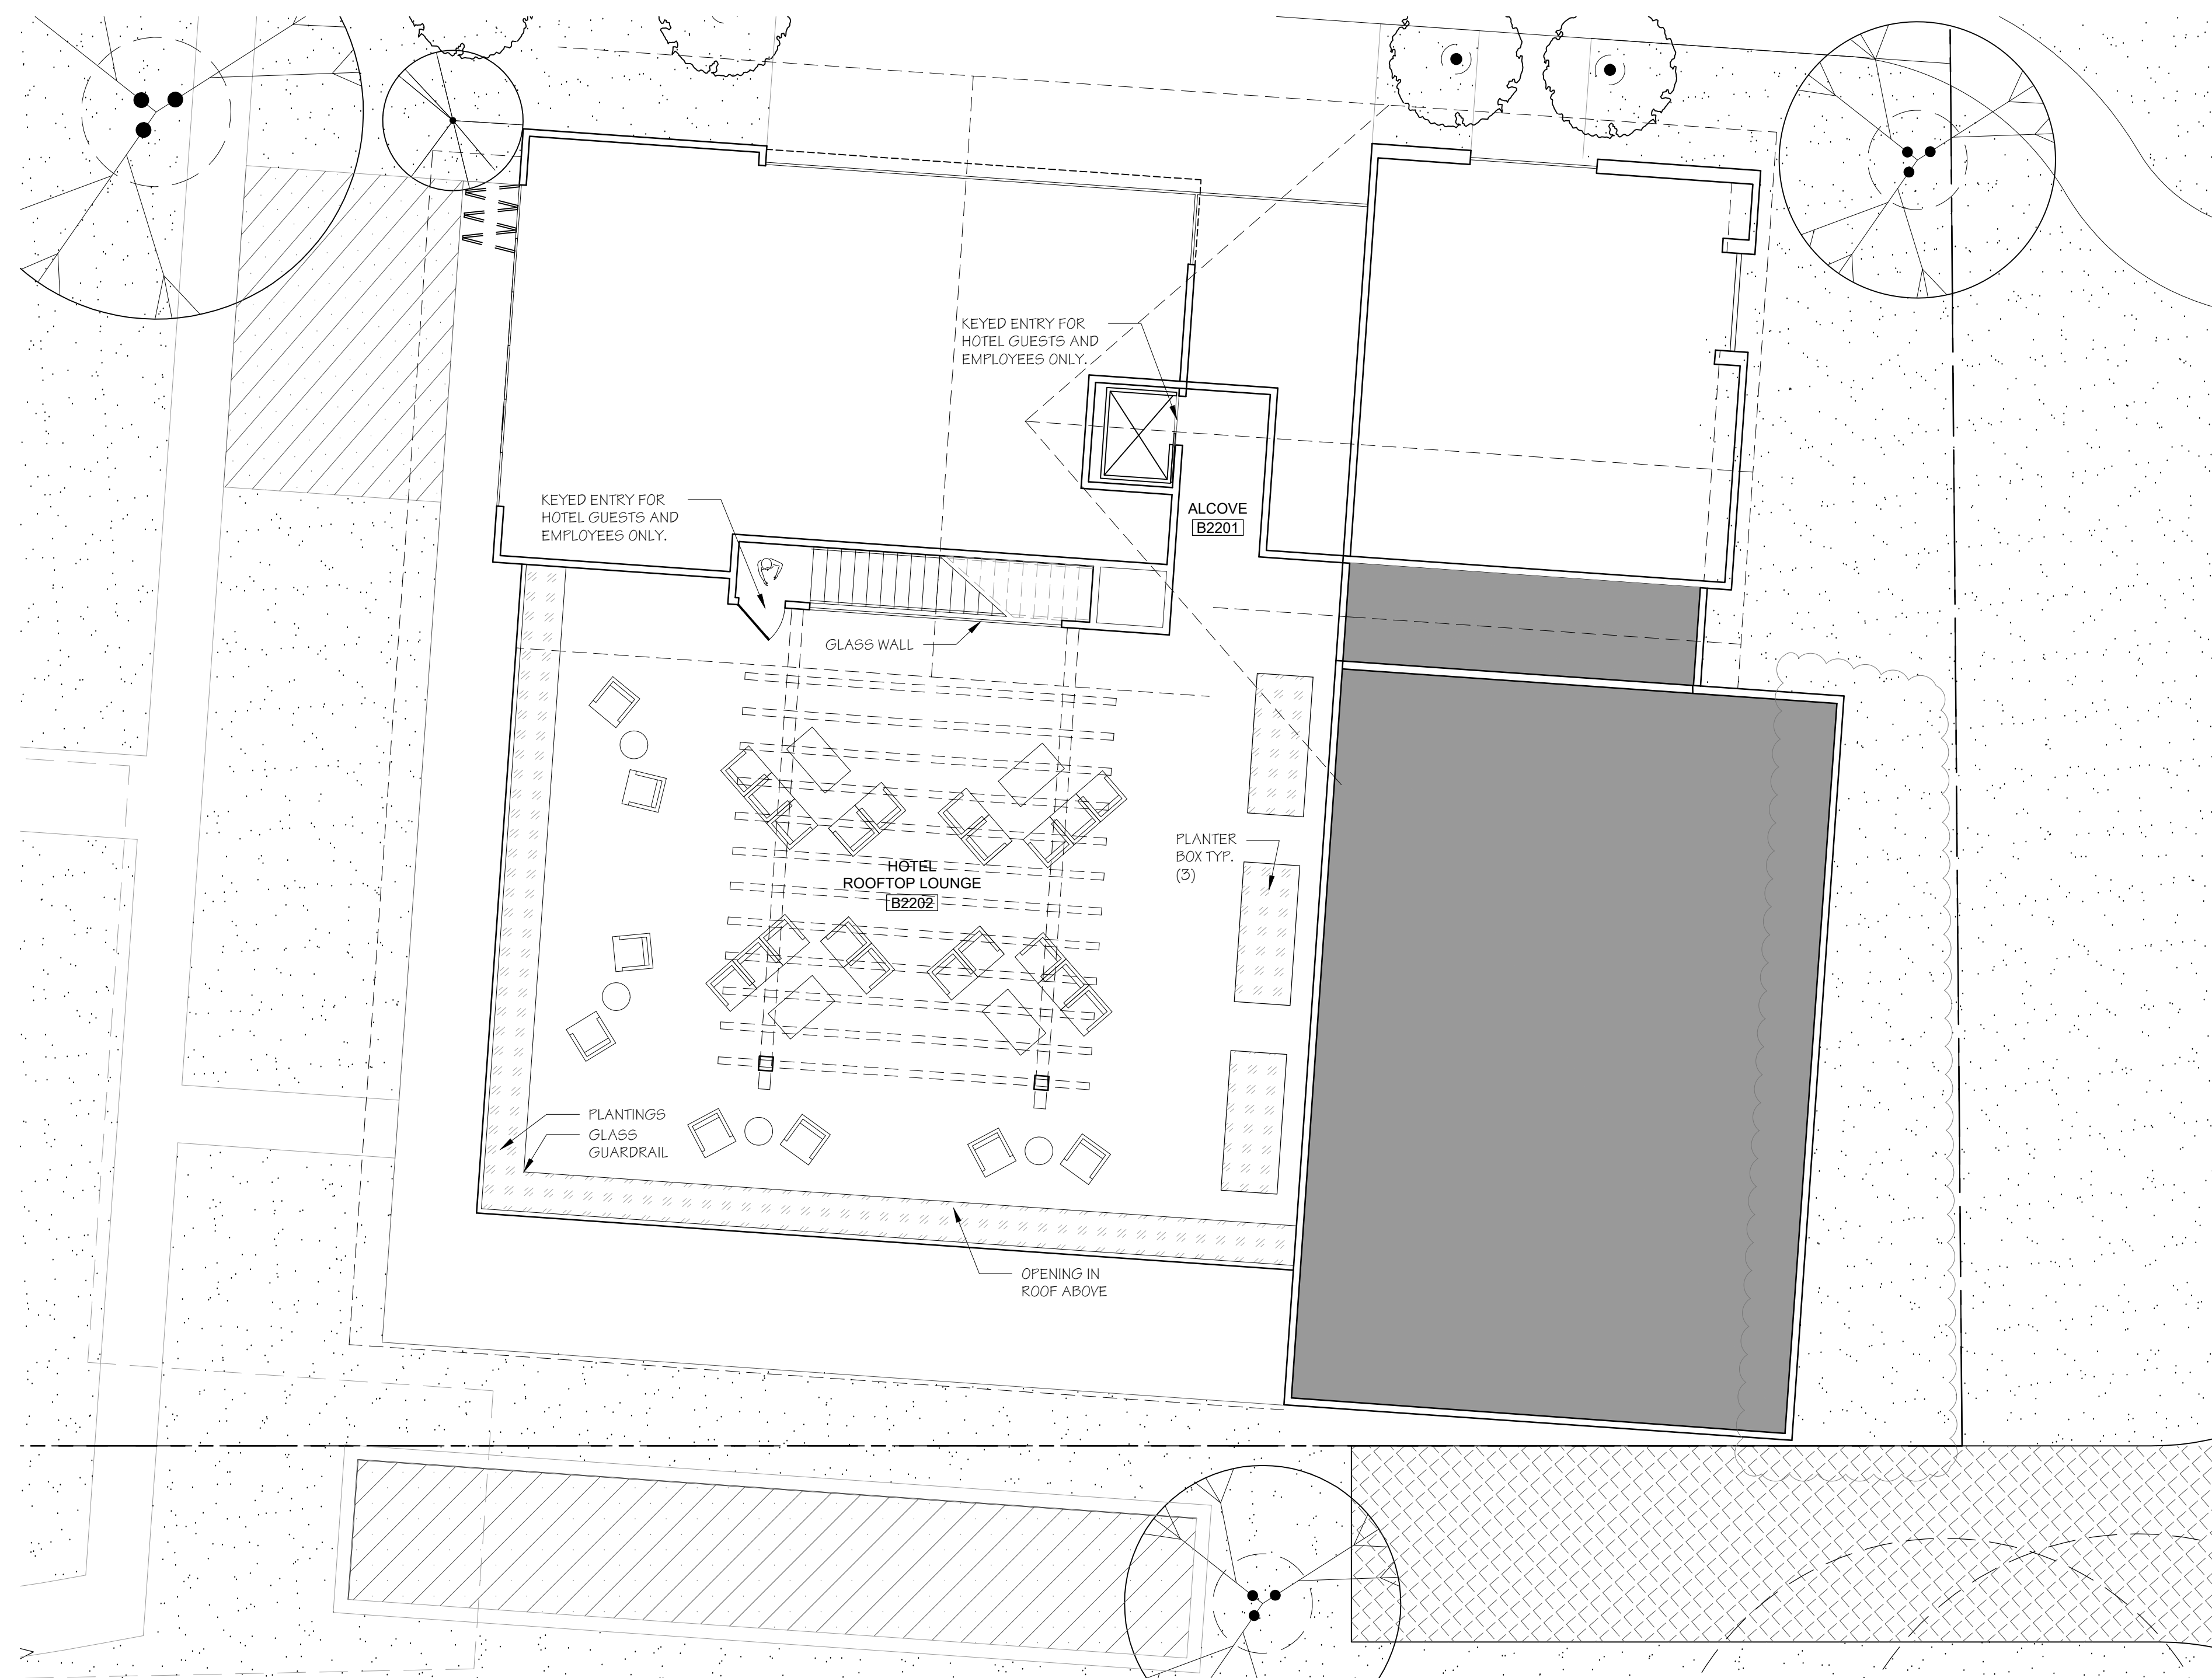 KEYED ENTRY FOR
HOTEL GUESTS AND
EMPLOYEES ONLY.
KEYED ENTRY FOR
HOTEL GUESTS AND
EMPLOYEES ONLY.
ALCOVE
B2201
GLASS WALL
PLANTER
BOX TYP.
(3)
HOTEL
ROOFTOP LOUNGE
B2202
PLANTINGS
GLASS
GUARDRAIL
OPENING IN
ROOF ABOVE